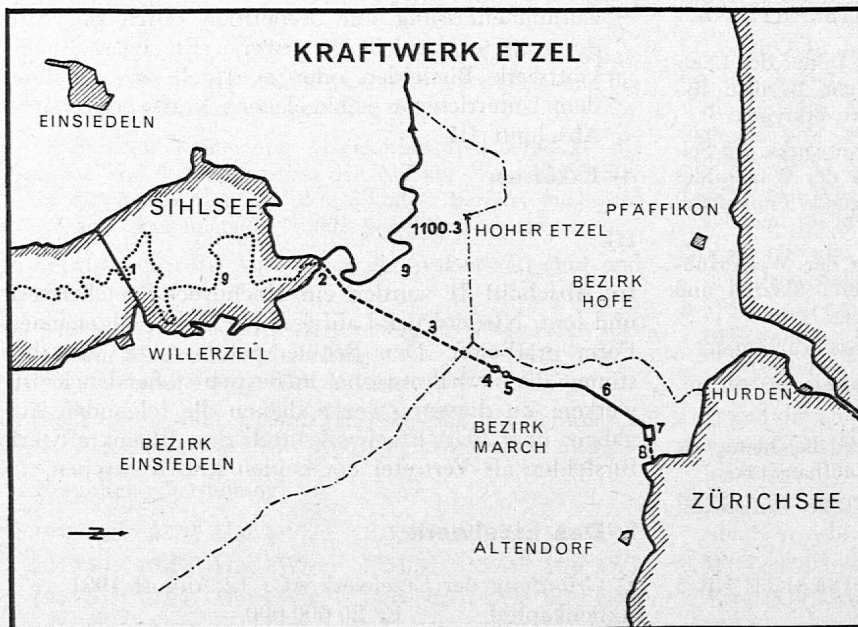 KRAFTWERK ETZEL
EINSIEDELN
SIHLSEE
1100.3
HOHER ETZEL
PFÄFFIKON
1
9
2
9
BEZIRK
HÖFE
3
WILLERZELL
4
5
6
HURDEN
7
8
BEZIRK
EINSIEDELN
BEZIRK
MARCH
ZÜRICHSEE
N
ALTENDORF